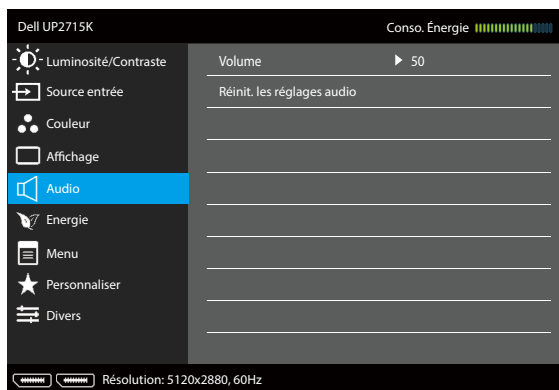 Dell UP2715K
Conso. Énergie
Luminosité/Contraste
Volume
50
Source entrée
Réinit. les réglages audio
Couleur
Affichage
Audio
Energie
Menu
Personnaliser
Divers
Résolution: 5120x2880, 60Hz